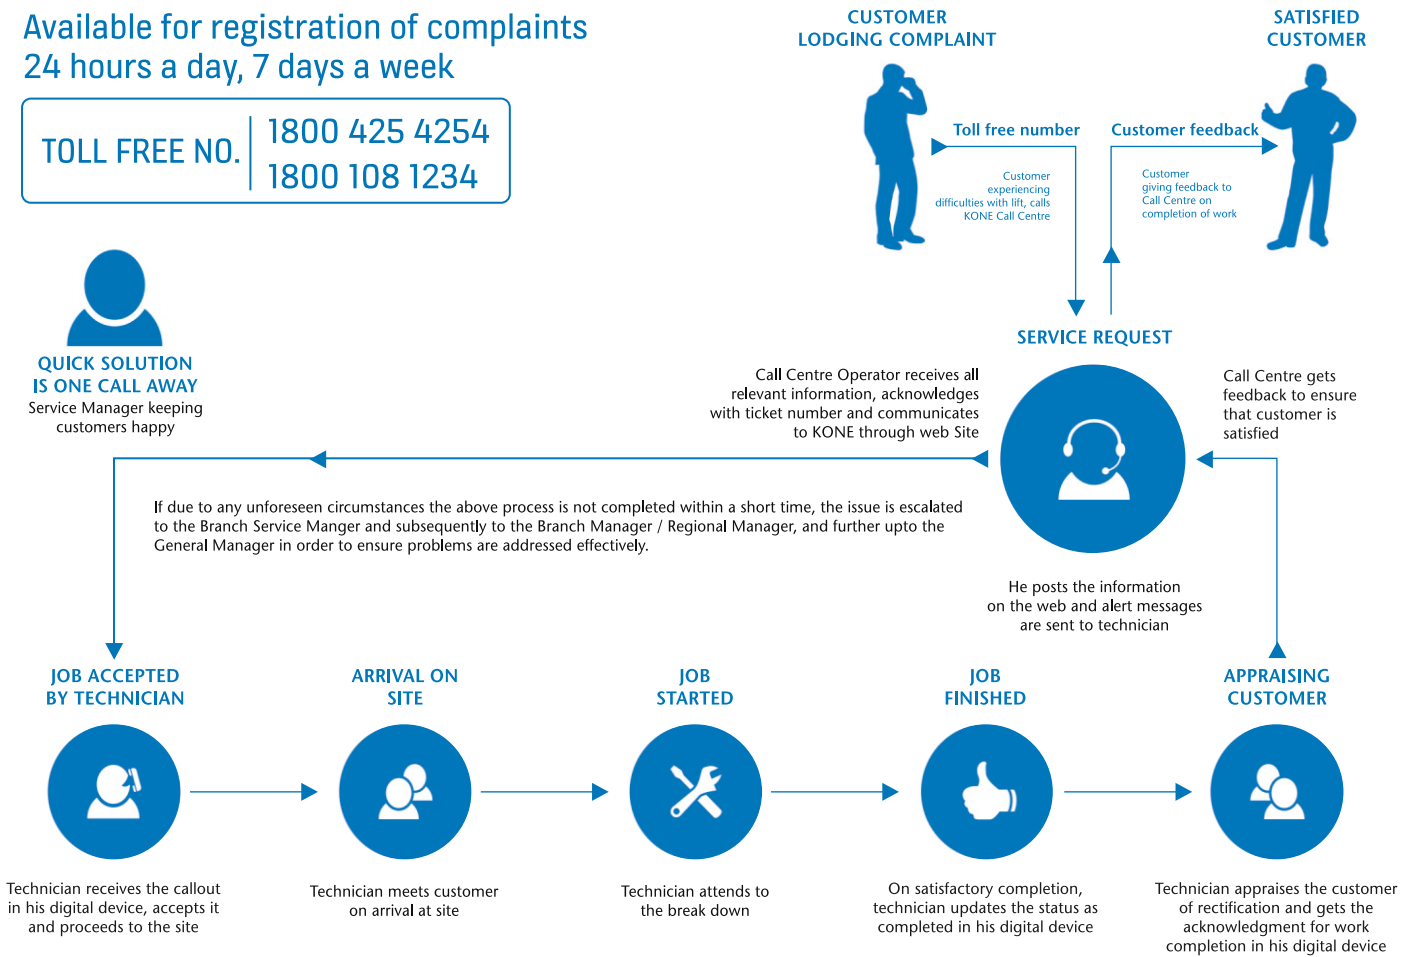 Available for registration of complaints
24 hours a day, 7 days a week
TOLL FREE NO.
1800 425 4254
1800 108 1234
CUSTOMER
LODGING COMPLAINT
SATISFIED
CUSTOMER
Toll free number
Customer
experiencing
difficulties with lift, calls
KONE Call Centre
Customer feedback
Customer
giving feedback to
Call Centre on
completion of work
QUICK SOLUTION
IS ONE CALL AWAY
Service Manager keeping
customers happy
SERVICE REQUEST
Call Centre Operator receives all
relevant information, acknowledges
with ticket number and communicates
to KONE through web Site
Call Centre gets
feedback to ensure
that customer is
satisfied
If due to any unforeseen circumstances the above process is not completed within a short time, the issue is escalated
to the Branch Service Manger and subsequently to the Branch Manager / Regional Manager, and further upto the
General Manager in order to ensure problems are addressed effectively.
He posts the information
on the web and alert messages
are sent to technician
JOB ACCEPTED
BY TECHNICIAN
ARRIVAL ON
SITE
JOB
STARTED
JOB
FINISHED
APPRAISING
CUSTOMER
Technician receives the callout
in his digital device, accepts it
and proceeds to the site
Technician meets customer
on arrival at site
Technician attends to
the break down
On satisfactory completion,
technician updates the status as
completed in his digital device
Technician appraises the customer
of rectification and gets the
acknowledgment for work
completion in his digital device